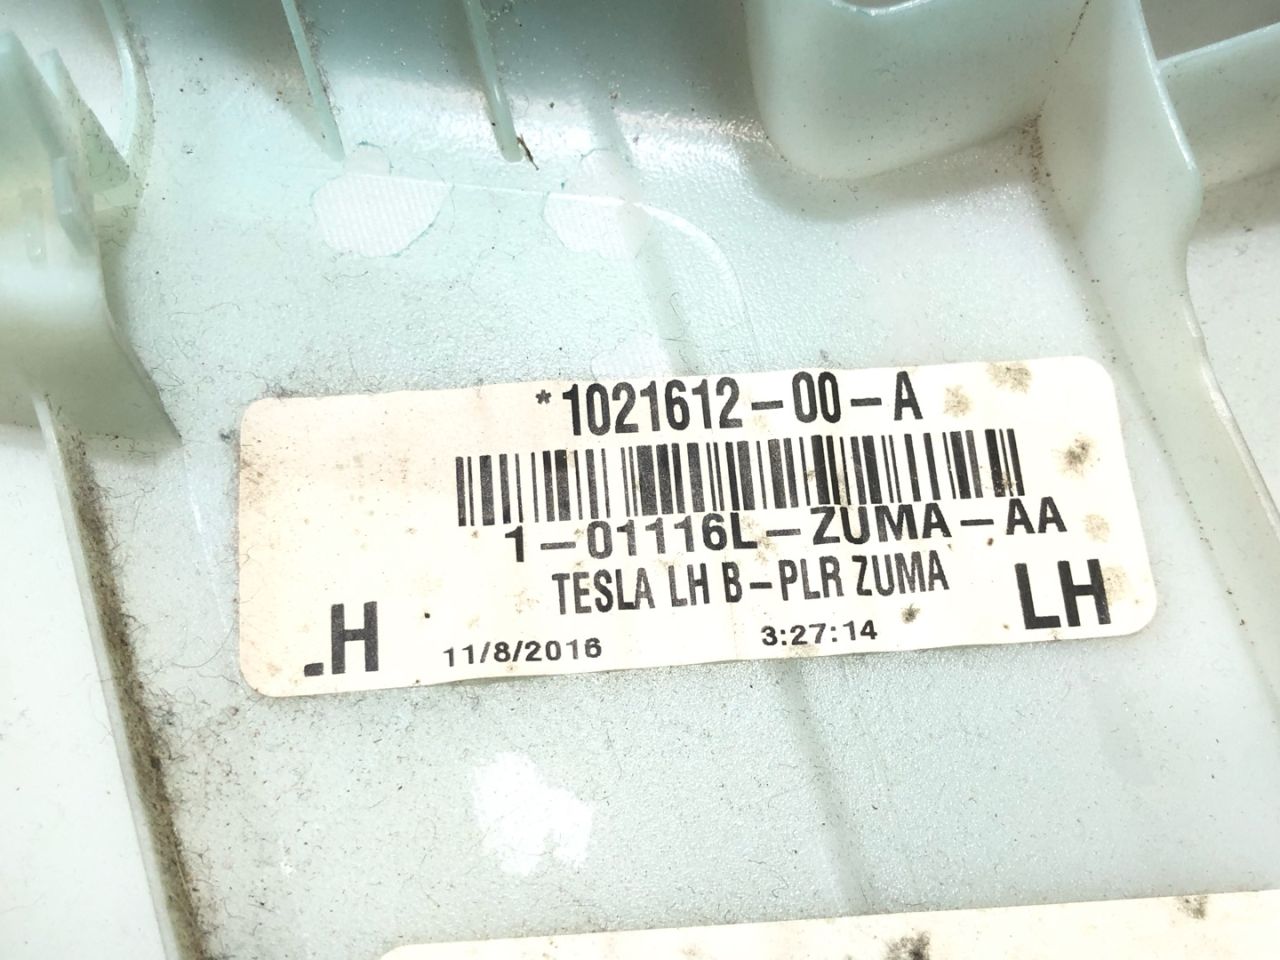 *1021612-00-A
1-01116L-ZUMA-AA
TESLA LH B-PLR ZUMA
.H
11/8/2016
3:27:14
LH